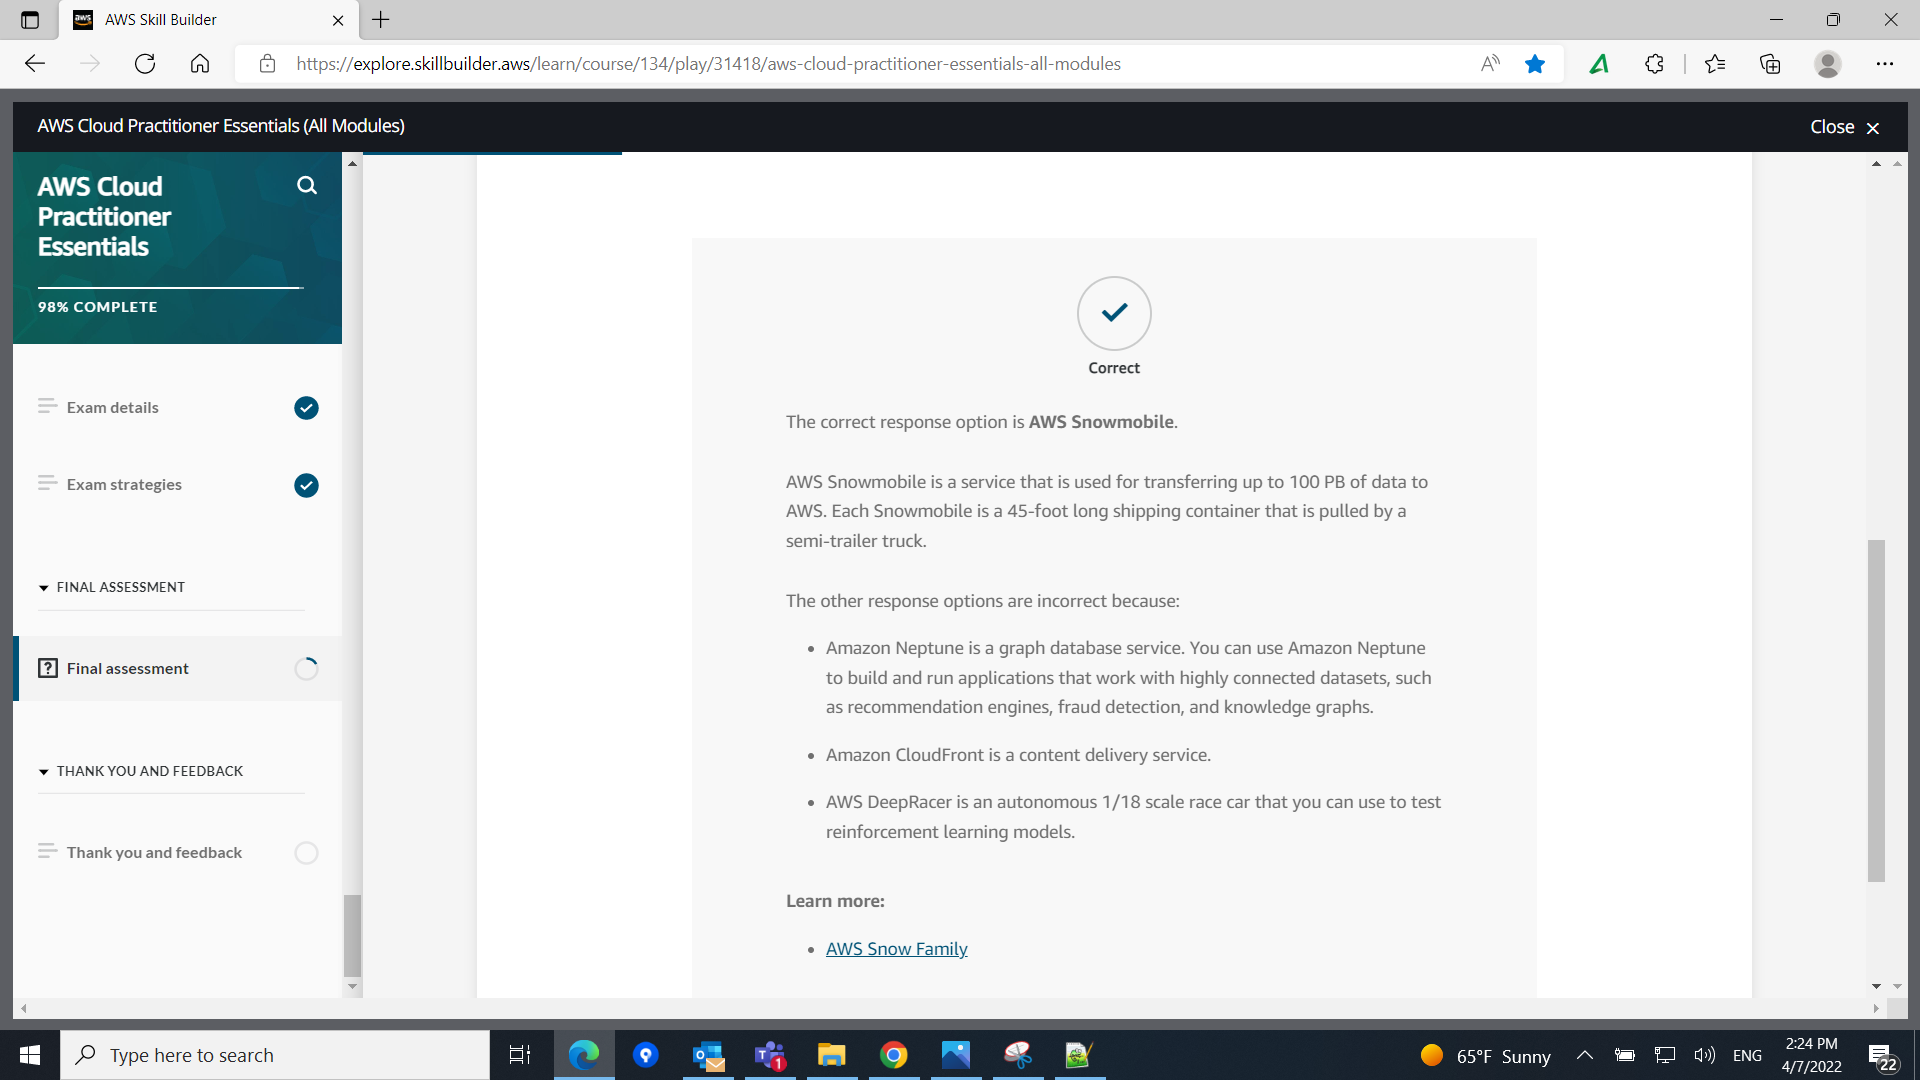 AWS Skill Builder
https://explore.skillbuilder.aws/learn/course/134/play/31418/aws-cloud-practitioner-essentials-all-modules
AWS Cloud Practitioner Essentials (All Modules)
Close
AWS Cloud
Practitioner
Essentials
98% COMPLETE
Exam details
Exam strategies
FINAL ASSESSMENT
Final assessment
THANK YOU AND FEEDBACK
Thank you and feedback
Correct
The correct response option is AWS Snowmobile.
AWS Snowmobile is a service that is used for transferring up to 100 PB of data to
AWS. Each Snowmobile is a 45-foot long shipping container that is pulled by a
semi-trailer truck.
The other response options are incorrect because:
• Amazon Neptune is a graph database service. You can use Amazon Neptune
to build and run applications that work with highly connected datasets, such
as recommendation engines, fraud detection, and knowledge graphs.
• Amazon CloudFront is a content delivery service.
• AWS DeepRacer is an autonomous 1/18 scale race car that you can use to test
reinforcement learning models.
Learn more:
• AWS Snow Family
Type here to search
1
65°F Sunny
ENG
2:24 PM
4/7/2022
22